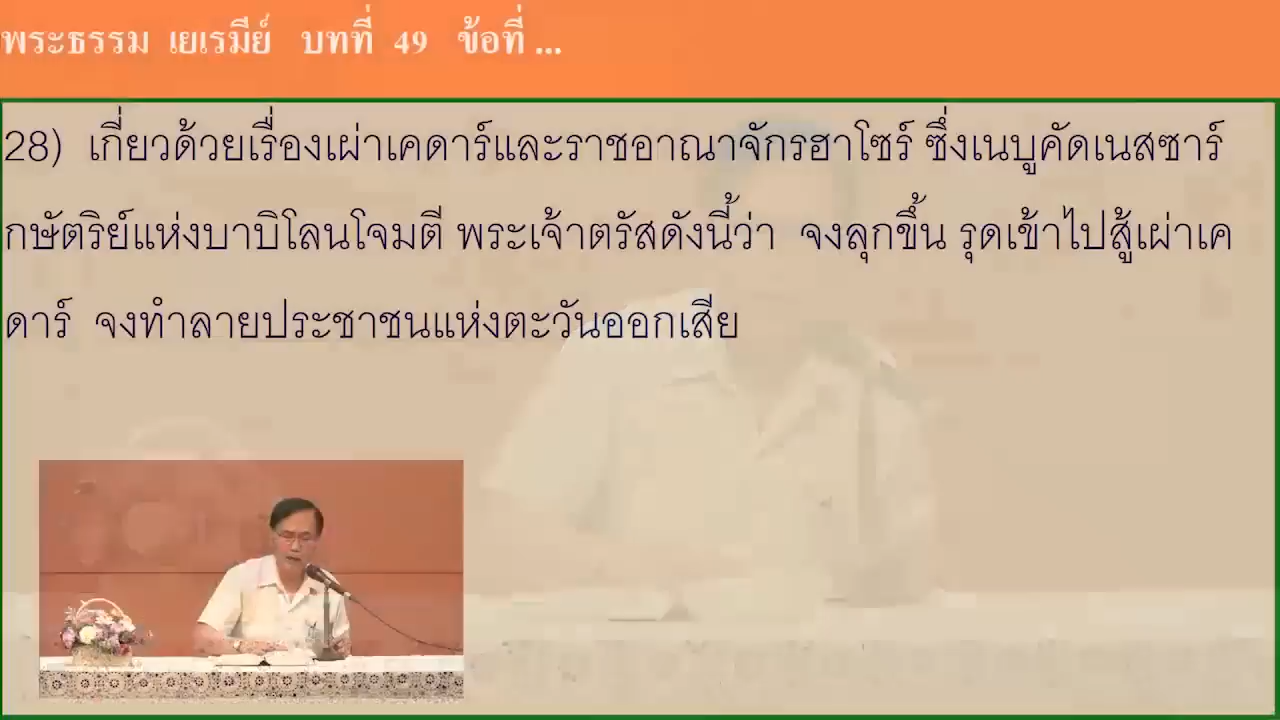 พระธรรม เยเรมีย์ บทที่ 49 ข้อที่ ...
28) เกี่ยวด้วยเรื่องเผ่าเคดาร์และราชอาณาจักรฮาโซร์ ซึ่งเนบูคัดเนสซาร์
กษัตริย์แห่งบาบิโลนโจมตี พระเจ้าตรัสดังนี้ว่า จงลุกขึ้น รุดเข้าไปสู้เผ่าเค
ดาร์ จงทำลายประชาชนแห่งตะวันออกเสีย